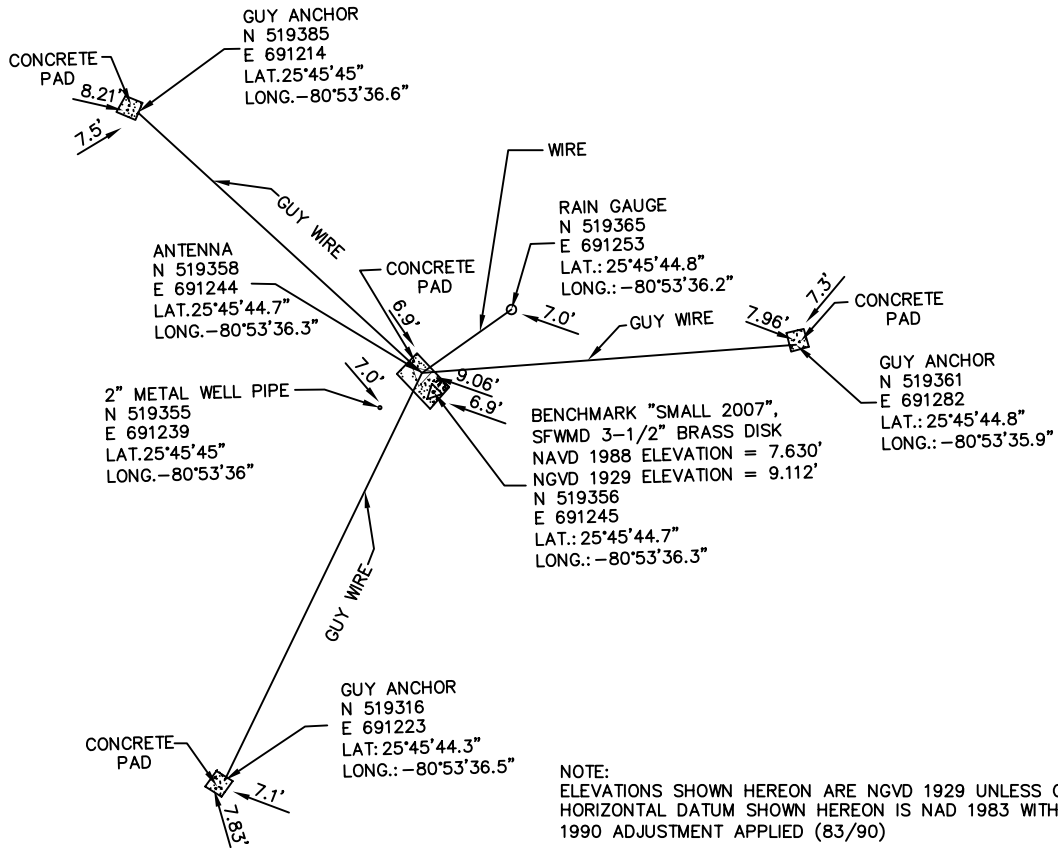 GUY ANCHOR
N 519385
E 691214
LAT.25°45'45"
LONG.-80°53'36.6"
CONCRETE
PAD
8.21'
7.5'
GUY WIRE
WIRE
RAIN GAUGE
N 519365
E 691253
LAT.: 25°45'44.8"
LONG.: -80°53'36.2"
7.0'
ANTENNA
N 519358
E 691244
LAT.25°45'44.7"
LONG.-80°53'36.3"
CONCRETE
PAD
6.9'
GUY WIRE
7.3'
7.96'
CONCRETE
PAD
GUY ANCHOR
N 519361
E 691282
LAT.: 25°45'44.8"
LONG.: -80°53'35.9"
7.0'
2" METAL WELL PIPE
N 519355
E 691239
LAT.25°45'45"
LONG.-80°53'36"
9.06'
6.9'
BENCHMARK "SMALL 2007",
SFWMD 3-1/2" BRASS DISK
NAVD 1988 ELEVATION = 7.630'
NGVD 1929 ELEVATION = 9.112'
N 519356
E 691245
LAT.: 25°45'44.7"
LONG.: -80°53'36.3"
GUY WIRE
GUY ANCHOR
N 519316
E 691223
LAT: 25°45'44.3"
LONG.: -80°53'36.5"
CONCRETE
PAD
7.1'
7.83'
NOTE:
ELEVATIONS SHOWN HEREON ARE NGVD 1929 UNLESS
HORIZONTAL DATUM SHOWN HEREON IS NAD 1983 WITH
1990 ADJUSTMENT APPLIED (83/90)